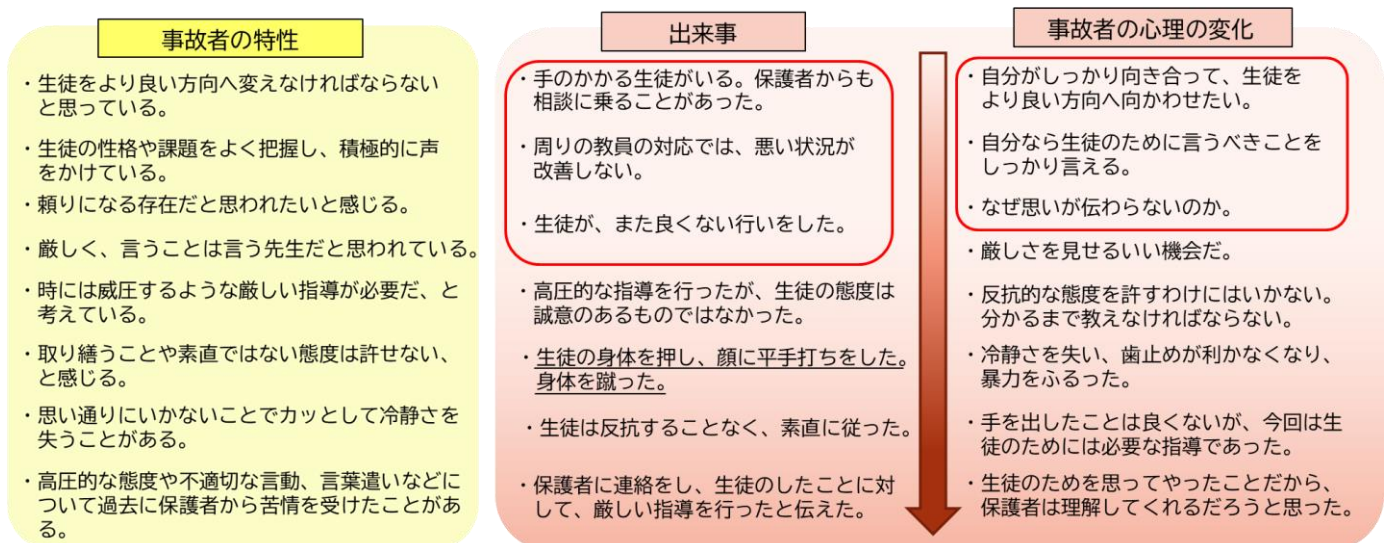 事故者の特性
・生徒をより良い方向へ変えなければならない
と思っている。
・生徒の性格や課題をよく把握し、積極的に声
をかけている。
・頼りになる存在だと思われたいと感じる。
・厳しく、言うことは言う先生だと思われている。
・時には威圧するような厳しい指導が必要だ、と
考えている。
・取り繕うことや素直ではない態度は許せない、
と感じる。
・思い通りにいかないことでカッとして冷静さを
失うことがある。
・高圧的な態度や不適切な言動、言葉遣いなどに
ついて過去に保護者から苦情を受けたことがあ
る。
出来事
・手のかかる生徒がいる。保護者からも
相談に乗ることがあった。
・周りの教員の対応では、悪い状況が
改善しない。
・生徒が、また良くない行いをした。
・高圧的な指導を行ったが、生徒の態度は
誠意のあるものではなかった。
・生徒の身体を押し、顔に平手打ちをした。
身体を蹴った。
・生徒は反抗することなく、素直に従った。
・保護者に連絡をし、生徒のしたことに対
して、厳しい指導を行ったと伝えた。
事故者の心理の変化
・自分がしっかり向き合って、生徒を
より良い方向へ向かわせたい。
・自分なら生徒のために言うべきことを
しっかり言える。
・なぜ思いが伝わらないのか。
・厳しさを見せるいい機会だ。
・反抗的な態度を許すわけにはいかない。
分かるまで教えなければならない。
・冷静さを失い、歯止めが利かなくなり、
暴力をふるった。
・手を出したことは良くないが、今回は生
徒のためには必要な指導であった。
・生徒のためを思ってやったことだから、
保護者は理解してくれるだろうと思った。